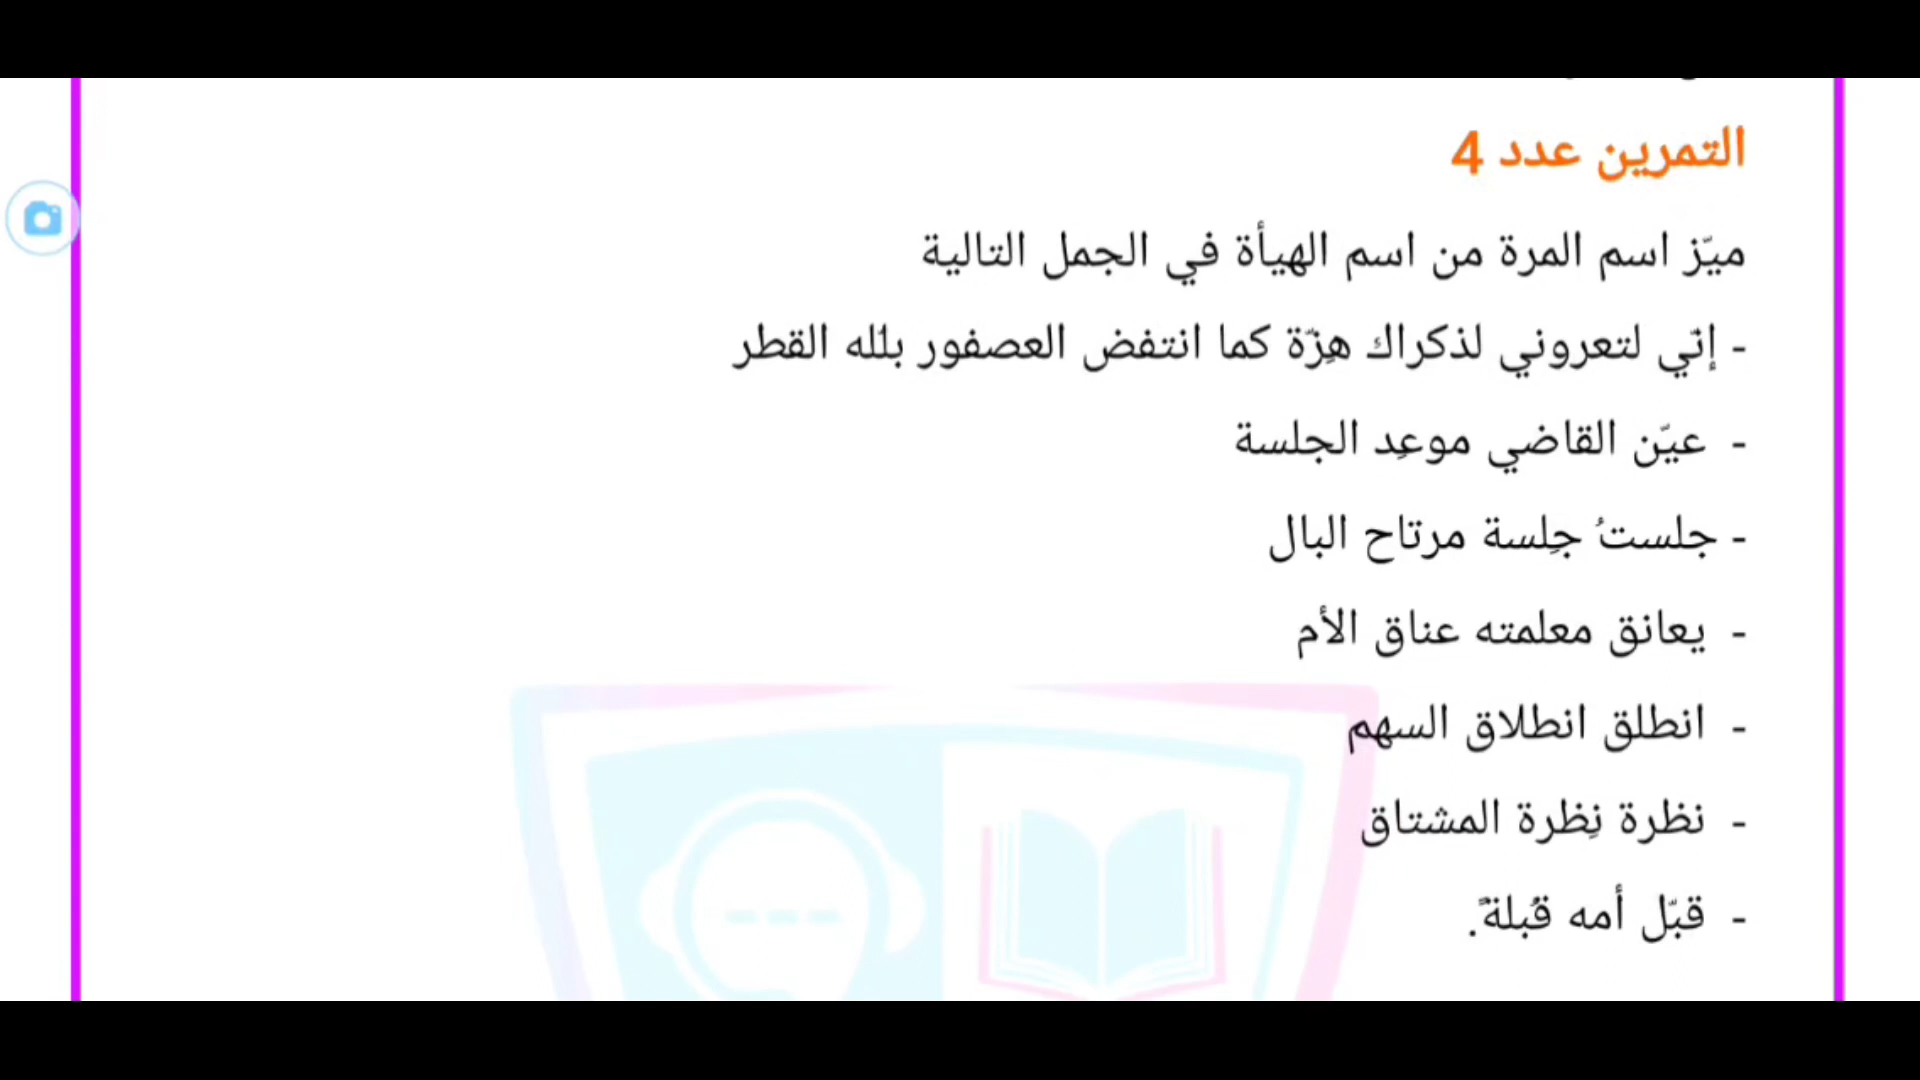 التمرين عدد 4
ميّز اسم المرة من اسم الهيأة في الجمل التالية
- إنّي لتعروني لذكراك هِزّة كما انتفض العصفور بلله القطر
- عيّن القاضي موعِد الجلسة
- جلستُ جِلسة مرتاح البال
- يعانق معلمته عناق الأم
- انطلق انطلاق السهم
- نظرة نِظرة المشتاق
- قبّل أمه قُبلةً.